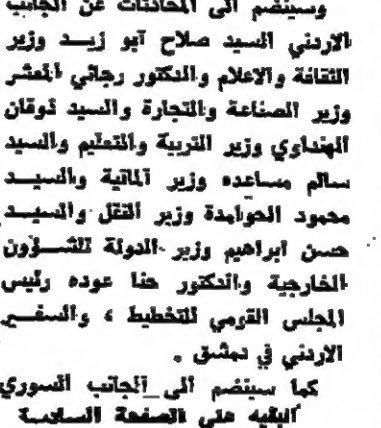 وسينضم الى المحادثات عن الجانب
الاردني السيد صلاح ابو زيد وزير
الثقافة والاعلام والدكتور رجائي المعشر
وزير الصناعة والتجارة والسيد ذوقان
الهنداوي وزير التربية والتعليم والسيد
سالم مساعده وزير المالية والسيد
محمود الحوامدة وزير النقل والسيد
حسن ابراهيم وزير الدولة للشؤون
الخارجية والدكتور حنا عوده رئيس
المجلس القومي للتخطيط ، والسفير
الاردني في دمشق .
كما سينضم الى الجانب السوري
البقيه على الصفحة السادسة